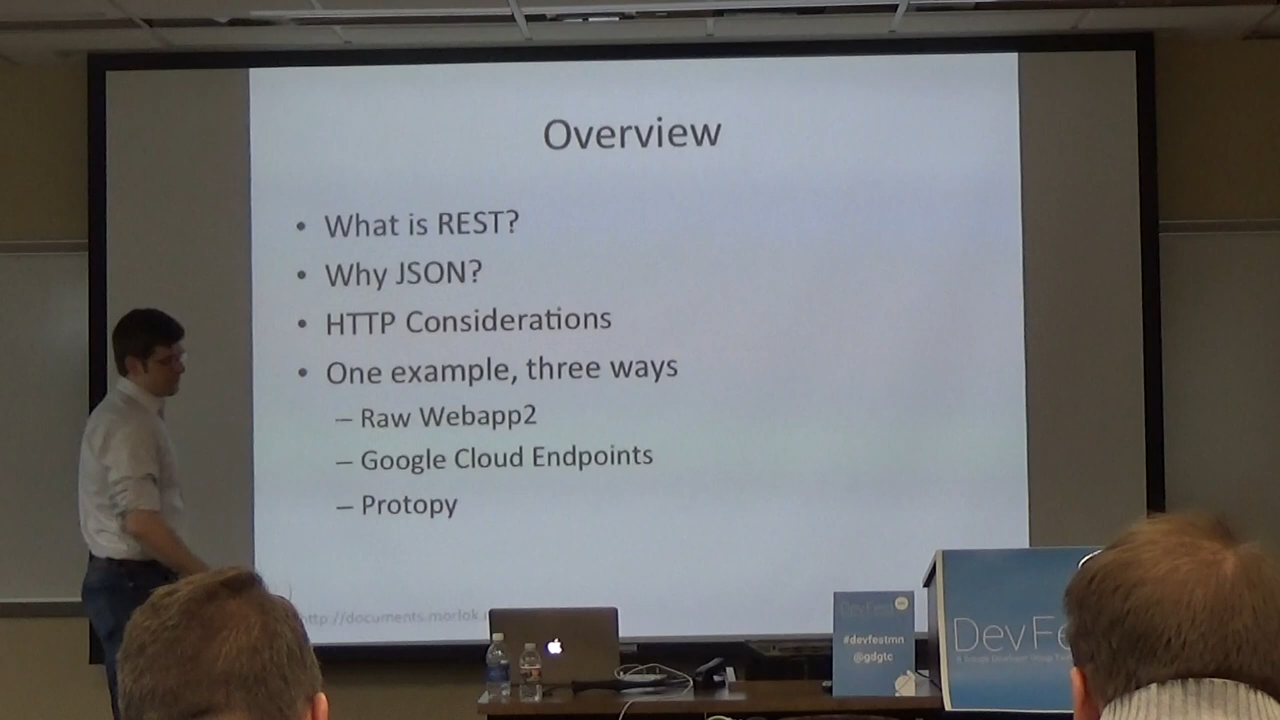 Overview
• What is REST?
• Why JSON?
• HTTP Considerations
• One example, three ways
– Raw Webapp2
– Google Cloud Endpoints
– Protopy
http://documents.morlok.
DevFest
#devfestmn
@gdgtc
DevFe